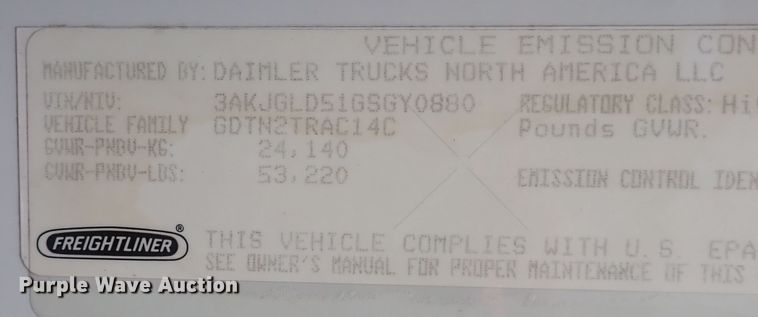 VEHICLE EMISSION CON
MANUFACTURED BY: DAIMLER TRUCKS NORTH AMERICA LLC
VIN/NIV: 3AKJGLD51GSGY0880 REGULATORY CLASS: Hi
VEHICLE FAMILY GDTN2TRAC14C Pounds GVWR.
GVWR-PNBV-KG: 24,140
GVWR-PNBV-LBS: 53,220 EMISSION CONTROL IDEN
FREIGHTLINER®
THIS VEHICLE COMPLIES WITH U.S. EPA
SEE OWNER'S MANUAL FOR PROPER MAINTENANCE OF THIS
Purple Wave Auction